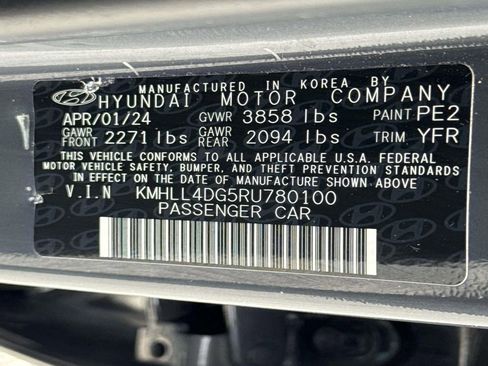 MANUFACTURED IN KOREA BY
HYUNDAI MOTOR COMPANY
APR/01/24 GVWR 3858 lbs PAINT PE2
GAWR FRONT 2271 lbs GAWR REAR 2094 lbs TRIM YFR
THIS VEHICLE CONFORMS TO ALL APPLICABLE U.S.A. FEDERAL
MOTOR VEHICLE SAFETY, BUMPER, AND THEFT PREVENTION STANDARDS
IN EFFECT ON THE DATE OF MANUFACTURE SHOWN ABOVE.
V.I.N KMHLL4DG5RU780100
PASSENGER CAR